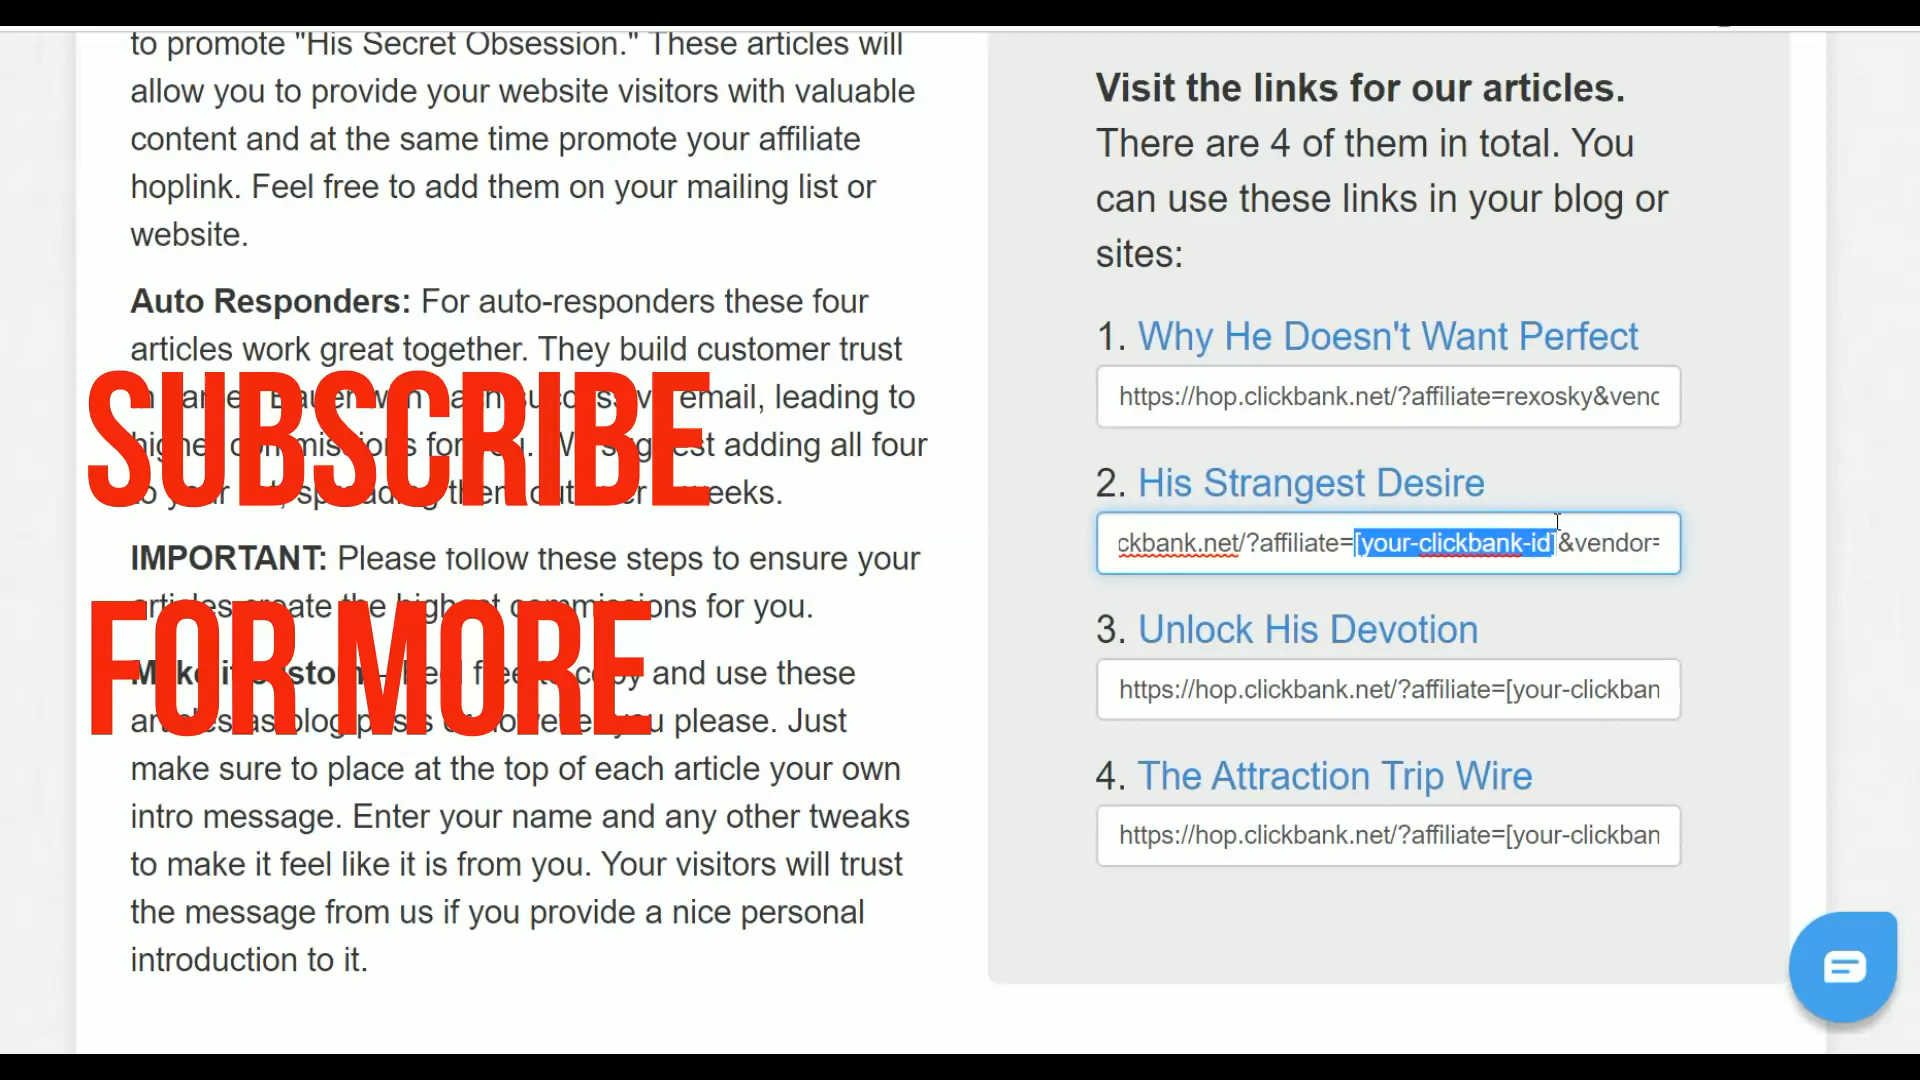 to promote "His Secret Obsession." These articles will
allow you to provide your website visitors with valuable
content and at the same time promote your affiliate
hoplink. Feel free to add them on your mailing list or
website.
Auto Responders: For auto-responders these four
articles work great together. They build customer trust
email, leading to
adding all four
weeks.
SUBSCRIBE
IMPORTANT: Please follow these steps to ensure your
articles create the highest commissions for you.
and use these
please. Just
FOR MORE
make sure to place at the top of each article your own
intro message. Enter your name and any other tweaks
to make it feel like it is from you. Your visitors will trust
the message from us if you provide a nice personal
introduction to it.
Visit the links for our articles.
There are 4 of them in total. You
can use these links in your blog or
sites:
1. Why He Doesn't Want Perfect
https://hop.clickbank.net/?affiliate=rexosky&vend
2. His Strangest Desire
ckbank.net/?affiliate=[your-clickbank-id]&vendor=
3. Unlock His Devotion
https://hop.clickbank.net/?affiliate=[your-clickban
4. The Attraction Trip Wire
https://hop.clickbank.net/?affiliate=[your-clickban